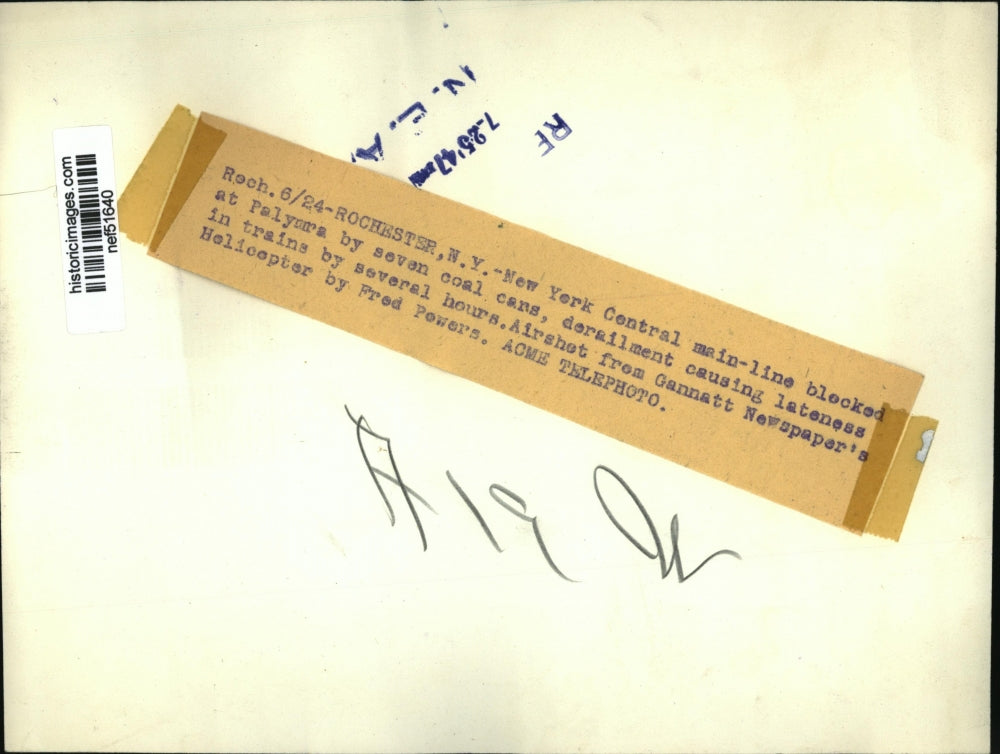 N. E. A.
7-25'47
RF
historicimages.com
nef51640
Roch. 6/24-ROCHESTER,N.Y.-New York Central main-line blocked
at Palymra by seven coal cars, derailment causing lateness
in trains by several hours.Airshot from Gannatt Newspaper's
Helicopter by Fred Powers. ACME TELEPHOTO.
A 19